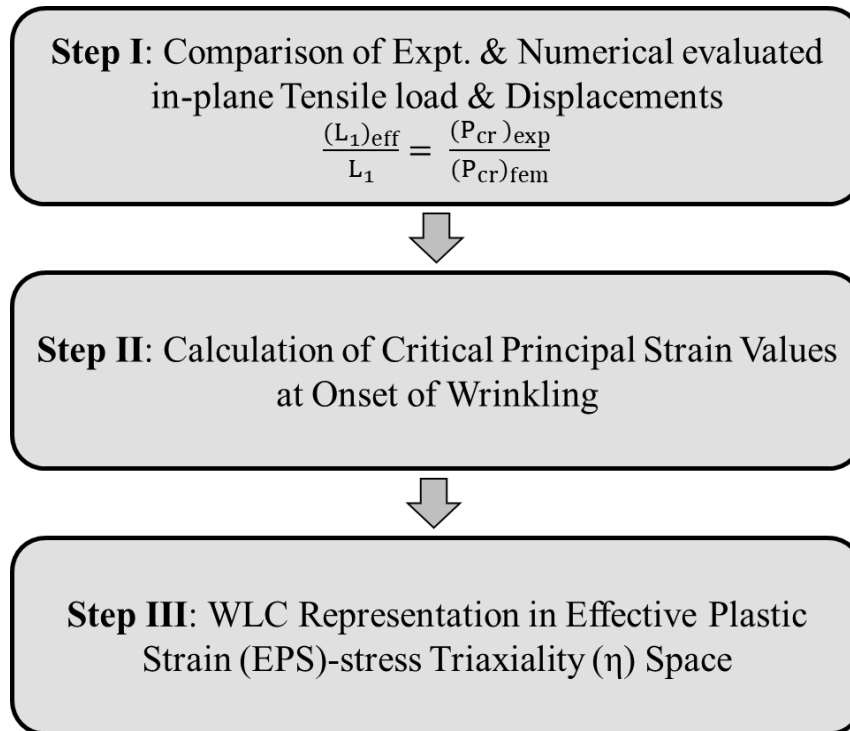 Step I: Comparison of Expt. & Numerical evaluated
in-plane Tensile load & Displacements
(L₁)eff / L₁ = (Pcr)exp / (Pcr)fem
Step II: Calculation of Critical Principal Strain Values
at Onset of Wrinkling
Step III: WLC Representation in Effective Plastic
Strain (EPS)-stress Triaxiality (η) Space